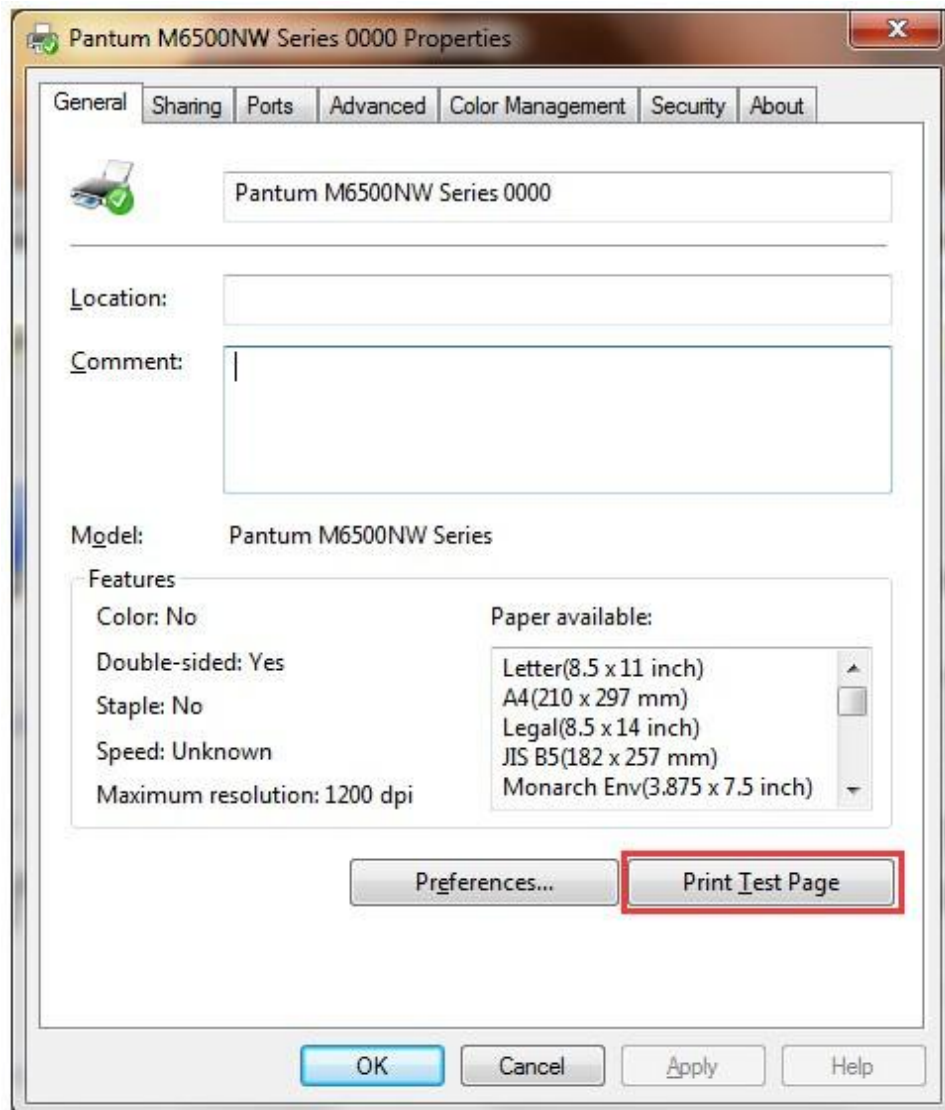 Pantum M6500NW Series 0000 Properties
General Sharing Ports Advanced Color Management Security About
Pantum M6500NW Series 0000
Location:
Comment:
Model: Pantum M6500NW Series
Features
Color: No
Double-sided: Yes
Staple: No
Speed: Unknown
Maximum resolution: 1200 dpi
Paper available:
Letter(8.5 x 11 inch)
A4(210 x 297 mm)
Legal(8.5 x 14 inch)
JIS B5(182 x 257 mm)
Monarch Env(3.875 x 7.5 inch)
Preferences... Print Test Page
OK Cancel Apply Help